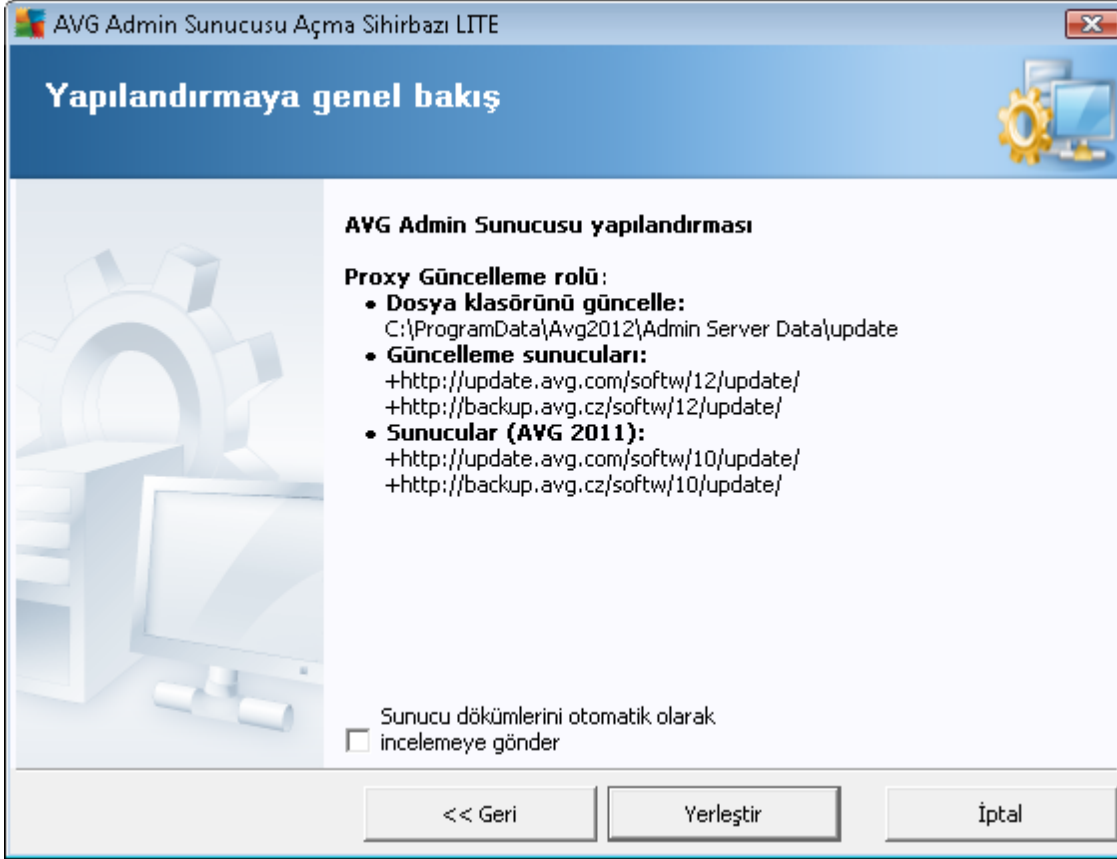 AVG Admin Sunucusu Açma Sihirbazı LITE
Yapılandırmaya genel bakış
AVG Admin Sunucusu yapılandırması
Proxy Güncelleme rolü:
• Dosya klasörünü güncelle:
C:\ProgramData\Avg2012\Admin Server Data\update
• Güncelleme sunucuları:
+http://update.avg.com/softw/12/update/
+http://backup.avg.cz/softw/12/update/
• Sunucular (AVG 2011):
+http://update.avg.com/softw/10/update/
+http://backup.avg.cz/softw/10/update/
Sunucu dökümlerini otomatik olarak
incelemeye gönder
<< Geri
Yerleştir
İptal